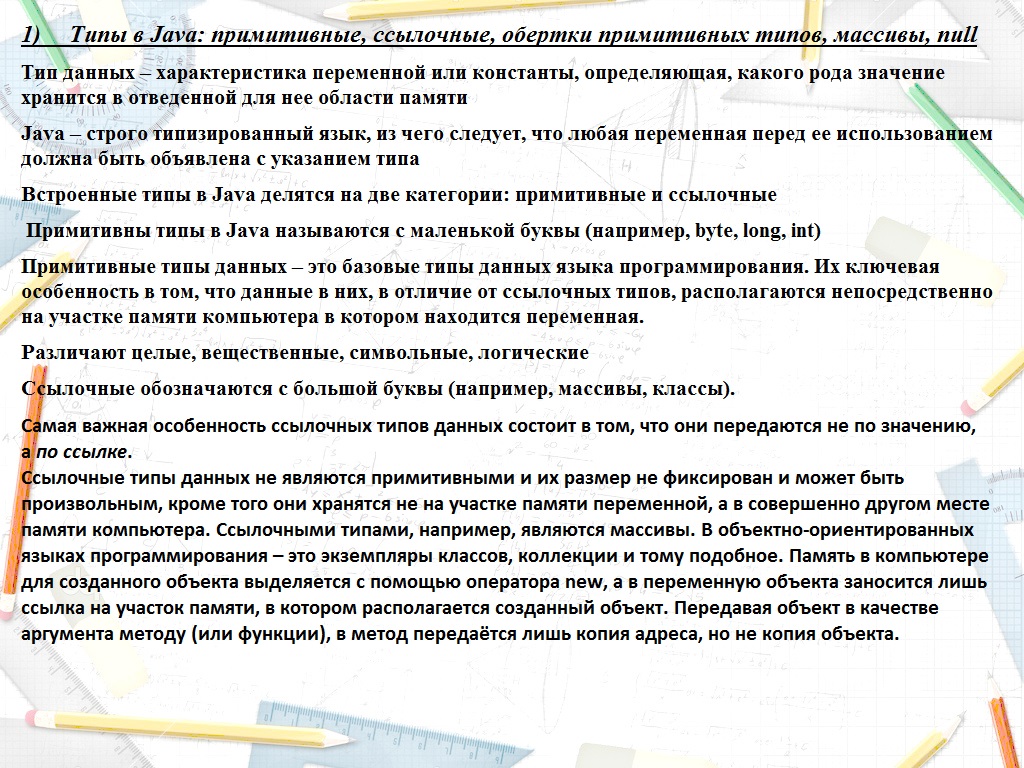 1) Типы в Java: примитивные, ссылочные, обертки примитивных типов, массивы, null
Тип данных – характеристика переменной или константы, определяющая, какого рода значение
хранится в отведенной для нее области памяти
Java – строго типизированный язык, из чего следует, что любая переменная перед ее использованием
должна быть объявлена с указанием типа
Встроенные типы в Java делятся на две категории: примитивные и ссылочные
Примитивны типы в Java называются с маленькой буквы (например, byte, long, int)
Примитивные типы данных – это базовые типы данных языка программирования. Их ключевая
особенность в том, что данные в них, в отличие от ссылочных типов, располагаются непосредственно
на участке памяти компьютера в котором находится переменная.
Различают целые, вещественные, символьные, логические
Ссылочные обозначаются с большой буквы (например, массивы, классы).
Самая важная особенность ссылочных типов данных состоит в том, что они передаются не по значению,
а по ссылке.
Ссылочные типы данных не являются примитивными и их размер не фиксирован и может быть
произвольным, кроме того они хранятся не на участке памяти переменной, а в совершенно другом месте
памяти компьютера. Ссылочными типами, например, являются массивы. В объектно-ориентированных
языках программирования – это экземпляры классов, коллекции и тому подобное. Память в компьютере
для созданного объекта выделяется с помощью оператора new, а в переменную объекта заносится лишь
ссылка на участок памяти, в котором располагается созданный объект. Передавая объект в качестве
аргумента методу (или функции), в метод передаётся лишь копия адреса, но не копия объекта.